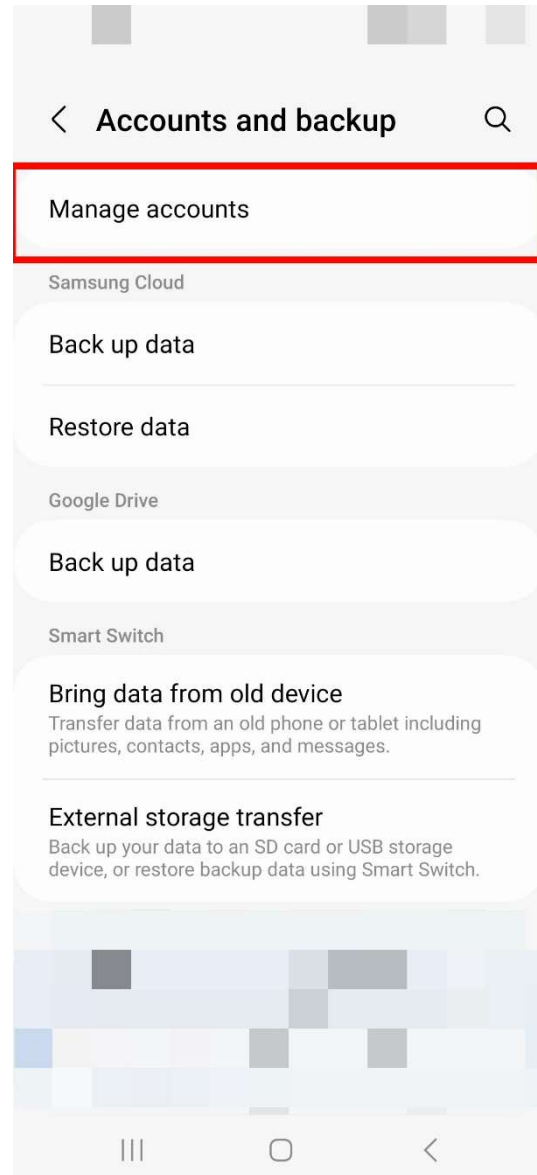 Accounts and backup
Manage accounts
Samsung Cloud
Back up data
Restore data
Google Drive
Back up data
Smart Switch
Bring data from old device
Transfer data from an old phone or tablet including
pictures, contacts, apps, and messages.
External storage transfer
Back up your data to an SD card or USB storage
device, or restore backup data using Smart Switch.